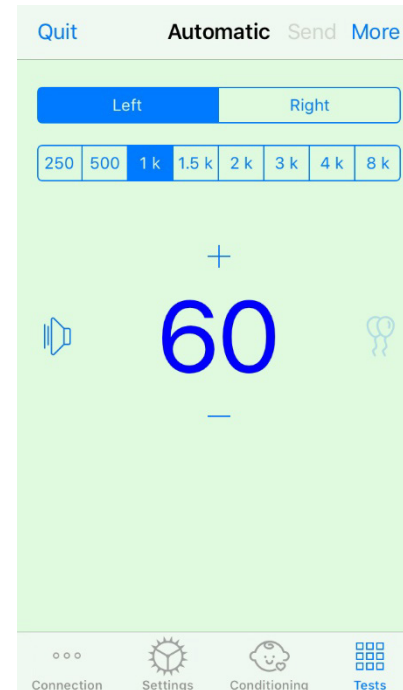 Quit Automatic Send More
Left Right
250 500 1 k 1.5 k 2 k 3 k 4 k 8 k
+
60
–
Connection Settings Conditioning Tests